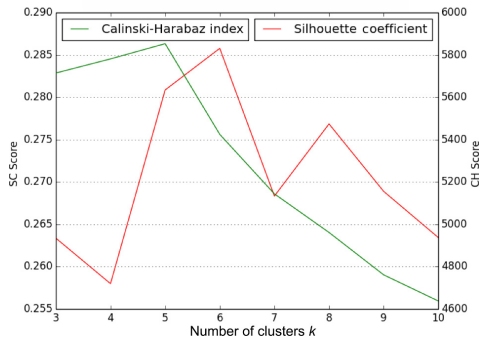 Calinski-Harabaz index
Silhouette coefficient
0.290
0.285
0.280
0.275
0.270
0.265
0.260
0.255
SC Score
6000
5800
5600
5400
5200
5000
4800
4600
CH Score
3 4 5 6 7 8 9 10
Number of clusters k